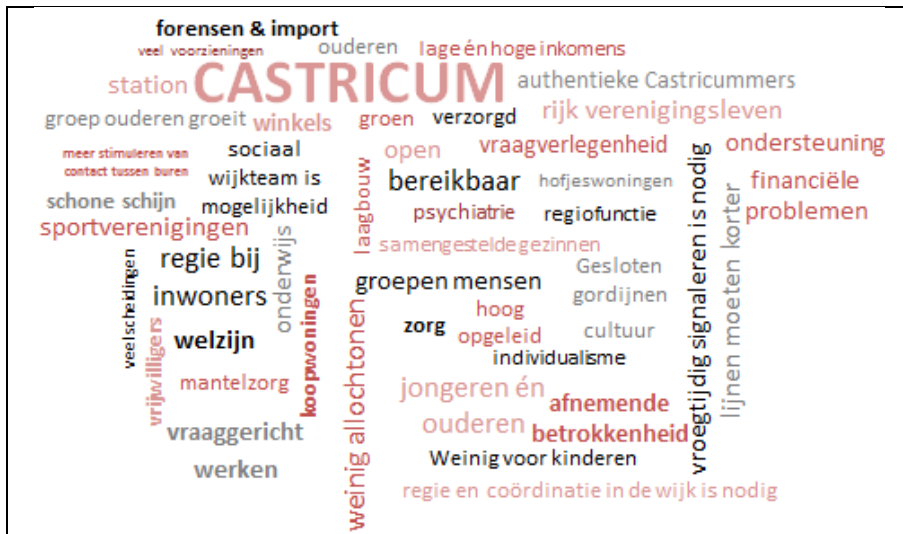 forensen & import
veel voorzieningen
ouderen
lage én hoge inkomens
station
CASTRICUM
authentieke Castricummers
groep ouderen groeit
winkels
groen
verzorgd
rijk verenigingsleven
meer stimuleren van
contact tussen buren
sociaal
wijkteam is
mogelijkheid
open
vraagverlegenheid
ondersteuning
schone schijn
bereikbaar
hofjeswoningen
financiële
problemen
sportverenigingen
laagbouw
psychiatrie
regiofunctie
samengestelde gezinnen
veel scheidingen
regie bij
inwoners
onderwijs
groepen mensen
Gesloten
gordijnen
vroegtijdig signaleren is nodig
lijnen moeten korter
vrijwilligers
welzijn
koopwoningen
weinig allochtonen
zorg
hoog
opgeleid
cultuur
individualisme
mantelzorg
jongeren én
ouderen
afnemende
betrokkenheid
vraaggericht
werken
Weinig voor kinderen
regie en coördinatie in de wijk is nodig